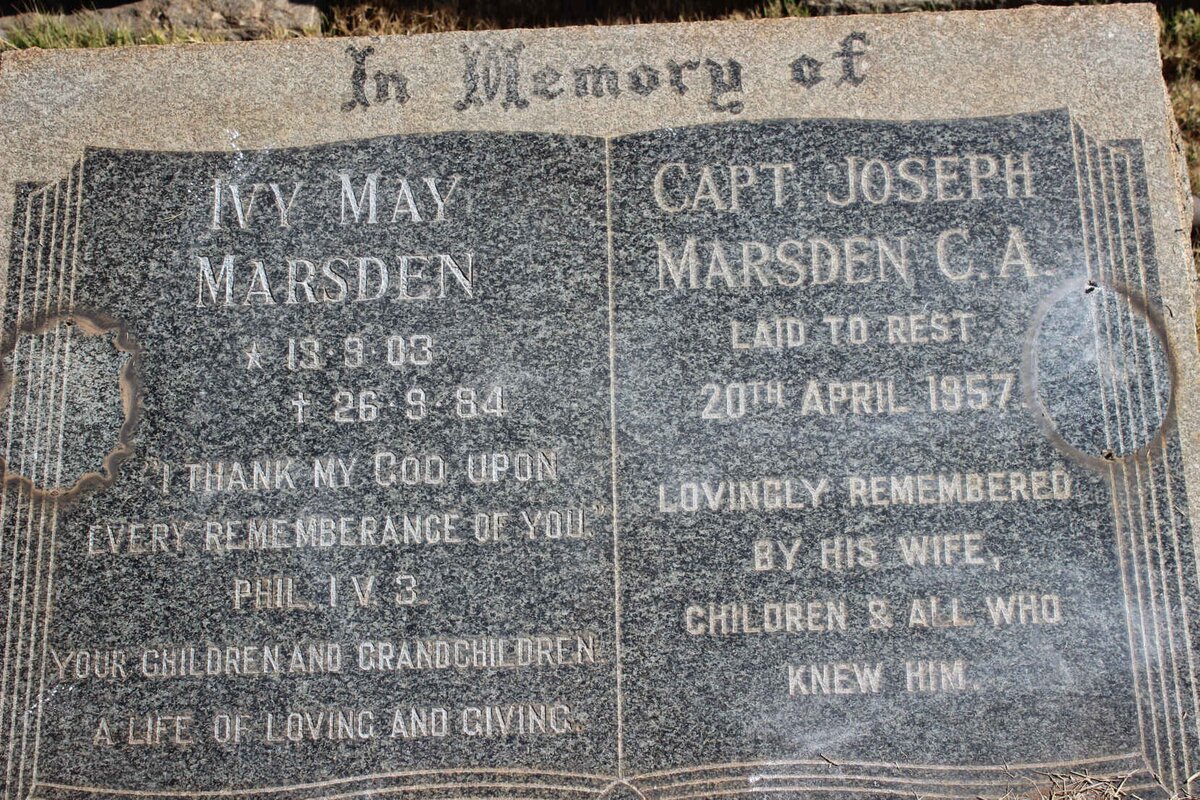 In Memory of
IVY MAY
MARSDEN
★ 13·9·03
† 26·9·84
"I THANK MY GOD UPON
EVERY REMEMBERANCE OF YOU."
PHIL. I V. 3.
YOUR CHILDREN AND GRANDCHILDREN
A LIFE OF LOVING AND GIVING.
CAPT. JOSEPH
MARSDEN C.A.
LAID TO REST
20TH APRIL 1957.
LOVINGLY REMEMBERED
BY HIS WIFE,
CHILDREN & ALL WHO
KNEW HIM.